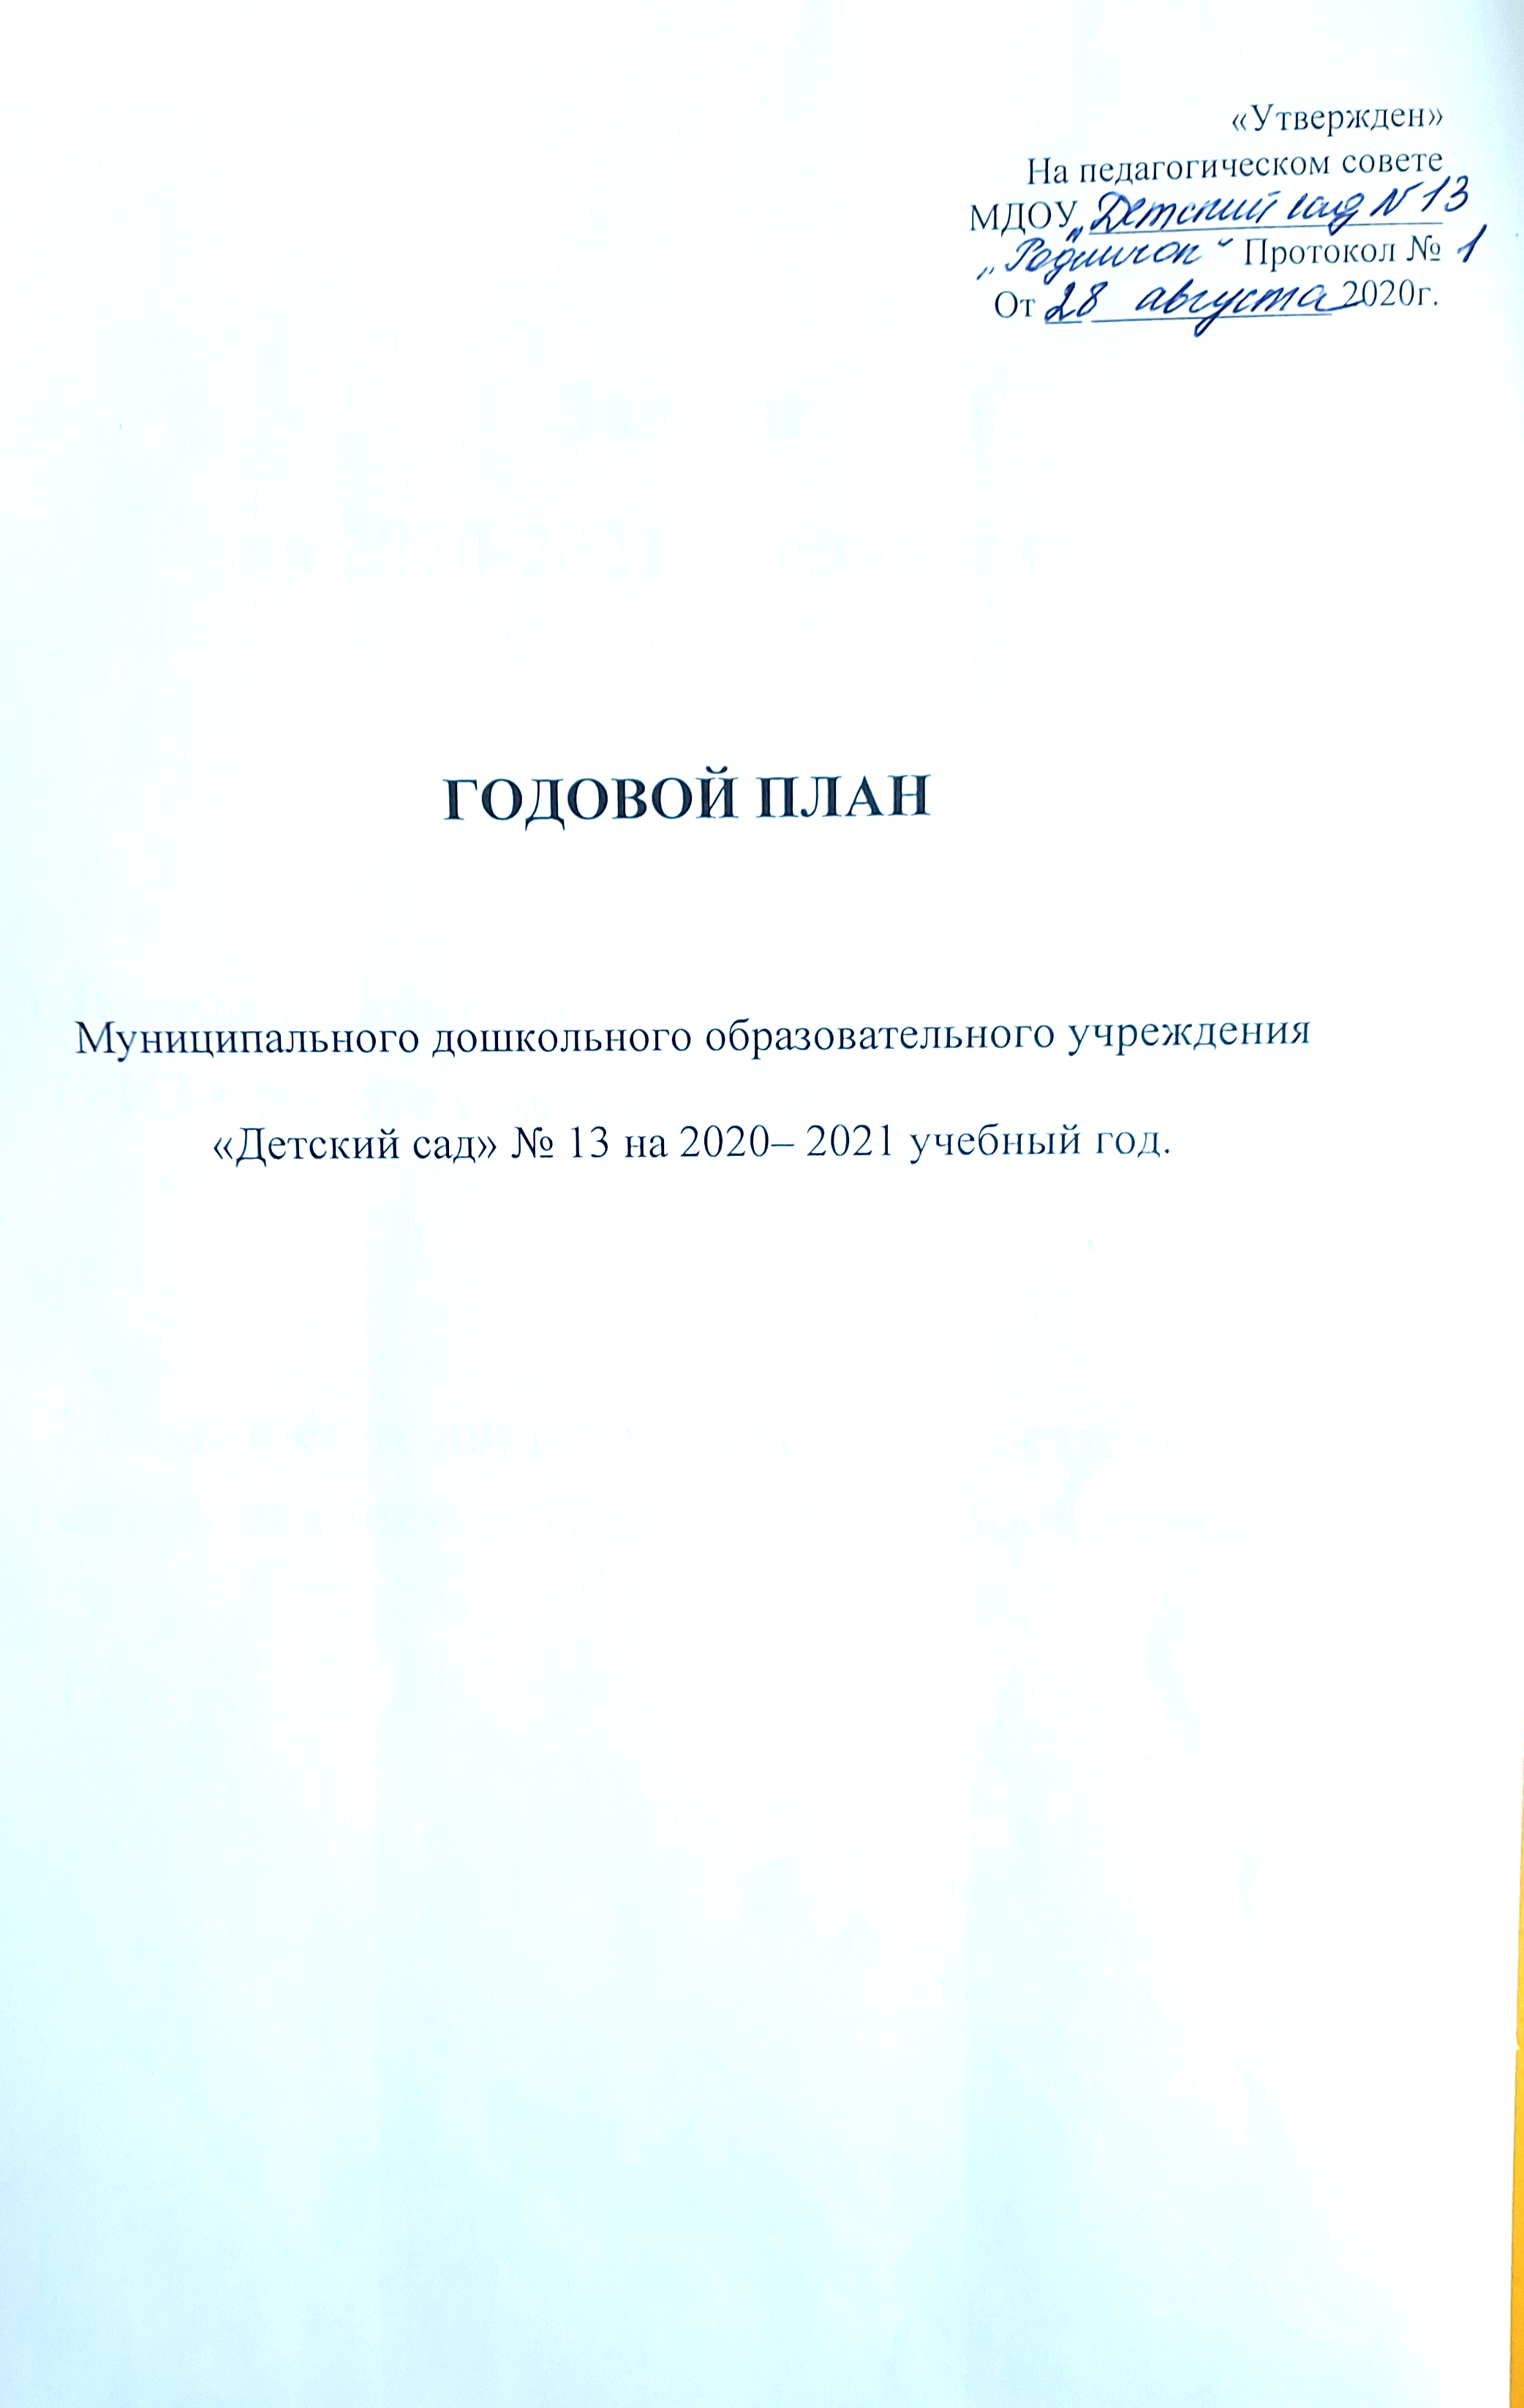 «Утвержден»
На педагогическом совете
МДОУ „Детский сад N 13
„Родничок" Протокол № 1
От 28 августа 2020г.
ГОДОВОЙ ПЛАН
Муниципального дошкольного образовательного учреждения
«Детский сад» № 13 на 2020– 2021 учебный год.